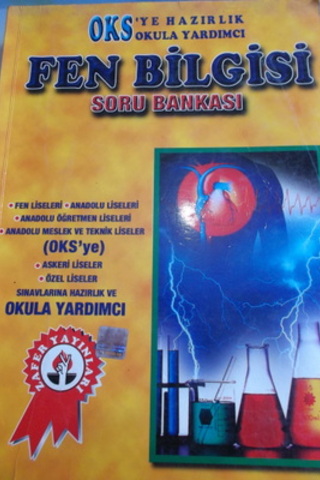 OKS'YE HAZIRLIK
OKULA YARDIMCI
FEN BİLGİSİ
SORU BANKASI
• FEN LİSELERİ • ANADOLU LİSELERİ
• ANADOLU ÖĞRETMEN LİSELERİ
• ANADOLU MESLEK VE TEKNİK LİSELER
(OKS'ye)
• ASKERİ LİSELER
• ÖZEL LİSELER
SINAVLARINA HAZIRLIK VE
OKULA YARDIMCI
ZAFER YAYINLARI